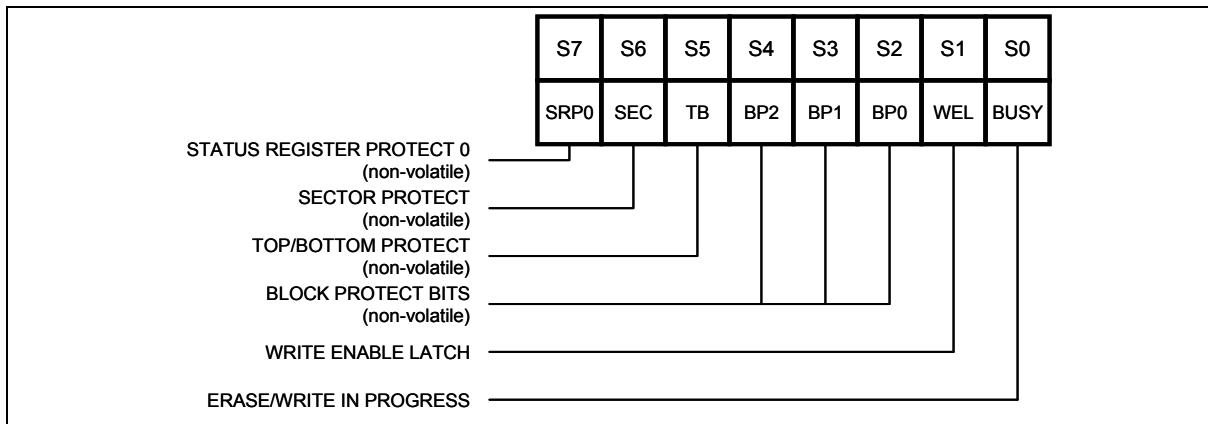 S7 S6 S5 S4 S3 S2 S1 S0
SRP0 SEC TB BP2 BP1 BP0 WEL BUSY
STATUS REGISTER PROTECT 0
(non-volatile)
SECTOR PROTECT
(non-volatile)
TOP/BOTTOM PROTECT
(non-volatile)
BLOCK PROTECT BITS
(non-volatile)
WRITE ENABLE LATCH
ERASE/WRITE IN PROGRESS